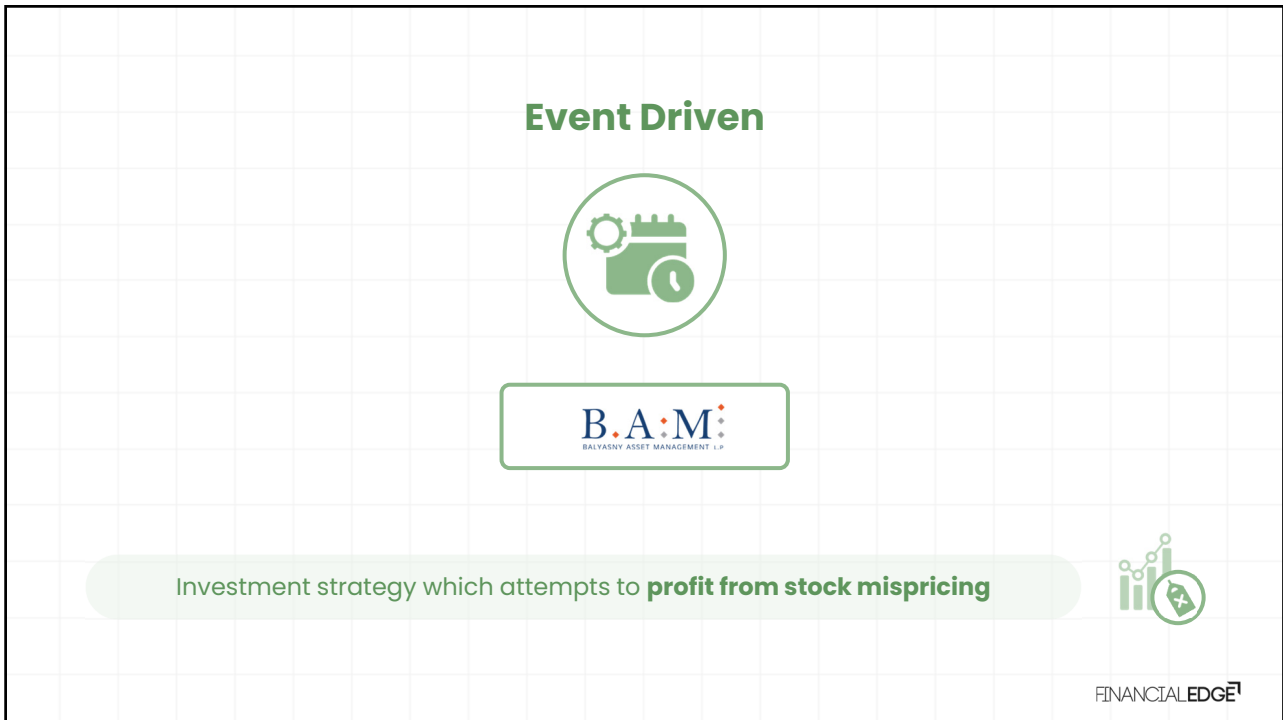 Event Driven
B.A.M
BALYASNY ASSET MANAGEMENT L.P
Investment strategy which attempts to profit from stock mispricing
FINANCIALEDGE